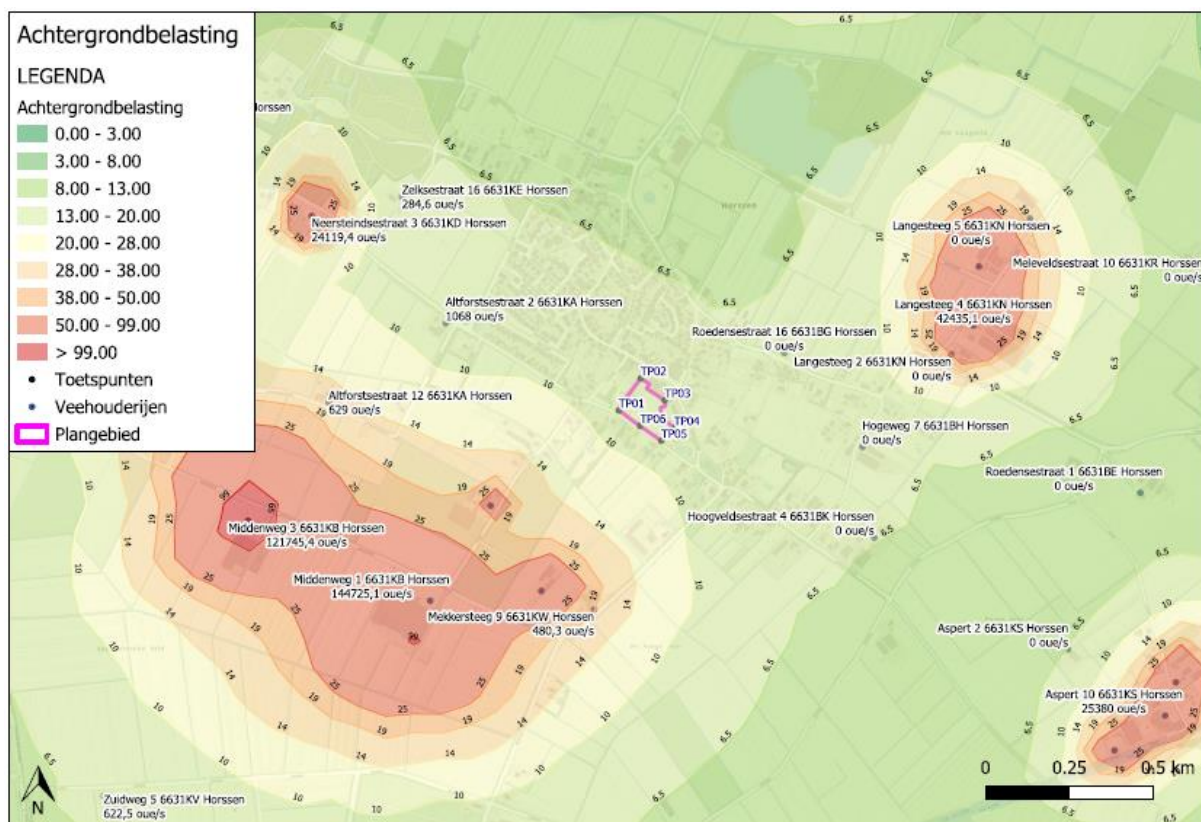 Achtergrondbelasting
LEGENDA
Achtergrondbelasting
0.00 - 3.00
3.00 - 8.00
8.00 - 13.00
13.00 - 20.00
20.00 - 28.00
28.00 - 38.00
38.00 - 50.00
50.00 - 99.00
> 99.00
Toetspunten
Veehouderijen
Plangebied
Horssen
Zelksestraat 16 6631KE Horssen
284,6 oue/s
Neersteindsestraat 3 6631KD Horssen
24119,4 oue/s
Langesteeg 5 6631KN Horssen
0 oue/s
Meleveldsestraat 10 6631KR Horssen
0 oue/s
Altforstsestraat 2 6631KA Horssen
1068 oue/s
Langesteeg 4 6631KN Horssen
42435,1 oue/s
Roedensestraat 16 6631BG Horssen
0 oue/s
Langesteeg 2 6631KN Horssen
0 oue/s
TP02
TP03
TP01
TP06
TP04
TP05
Altforstsestraat 12 6631KA Horssen
629 oue/s
Hogeweg 7 6631BH Horssen
0 oue/s
Roedensestraat 1 6631BE Horssen
0 oue/s
Hoogveldsestraat 4 6631BK Horssen
0 oue/s
Middenweg 3 6631KB Horssen
121745,4 oue/s
Middenweg 1 6631KB Horssen
144725,1 oue/s
Mekkersteeg 9 6631KW Horssen
480,3 oue/s
Aspert 2 6631KS Horssen
0 oue/s
Aspert 10 6631KS Horssen
25380 oue/s
Zuidweg 5 6631KV Horssen
622,5 oue/s
6.5
10
14
19
25
N
0 0.25 0.5 km